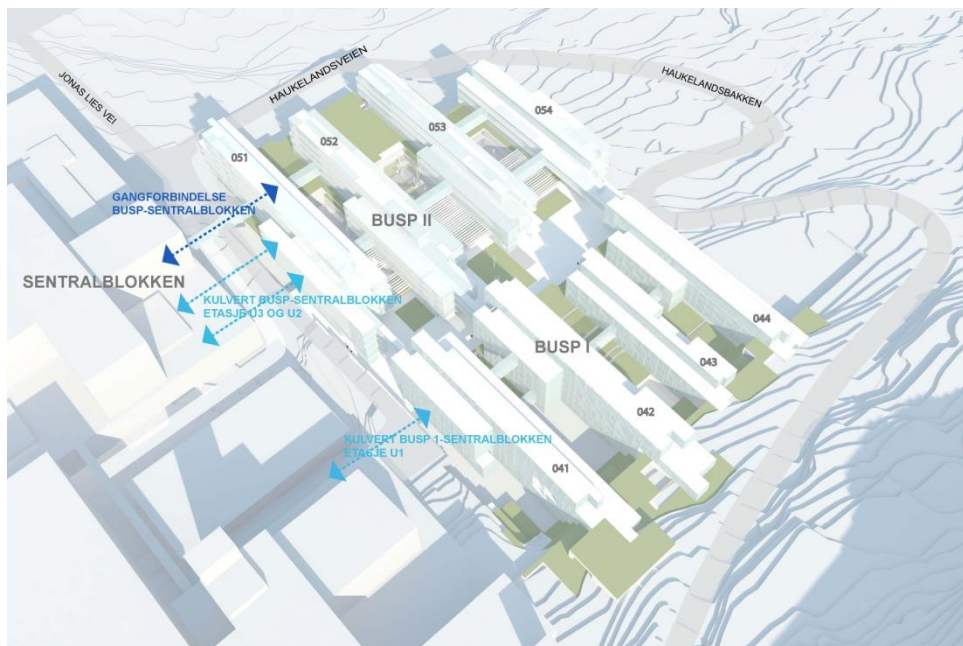 JONAS LIES VEI
HAUKELANDSVEIEN
HAUKELANDSBAKKEN
054
053
052
051
GANGFORBINDELSE
BUSP-SENTRALBLOKKEN
BUSP II
SENTRALBLOKKEN
KULVERT BUSP-SENTRALBLOKKEN
ETASJE U3 OG U2
044
BUSP I
043
042
KULVERT BUSP 1-SENTRALBLOKKEN
ETASJE U1
041